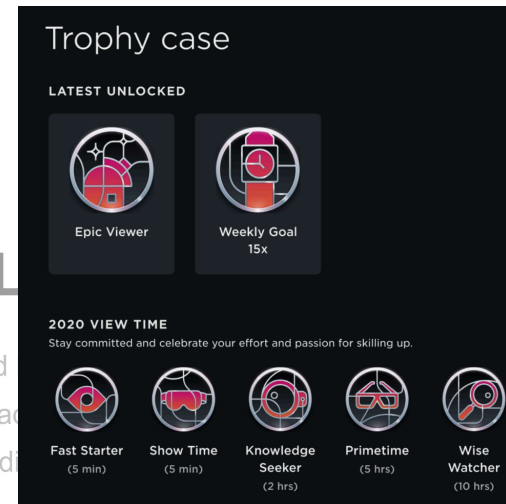 Trophy case
LATEST UNLOCKED
Epic Viewer
Weekly Goal
15x
2020 VIEW TIME
Stay committed and celebrate your effort and passion for skilling up.
Fast Starter
(5 min)
Show Time
(5 min)
Knowledge
Seeker
(2 hrs)
Primetime
(5 hrs)
Wise
Watcher
(10 hrs)